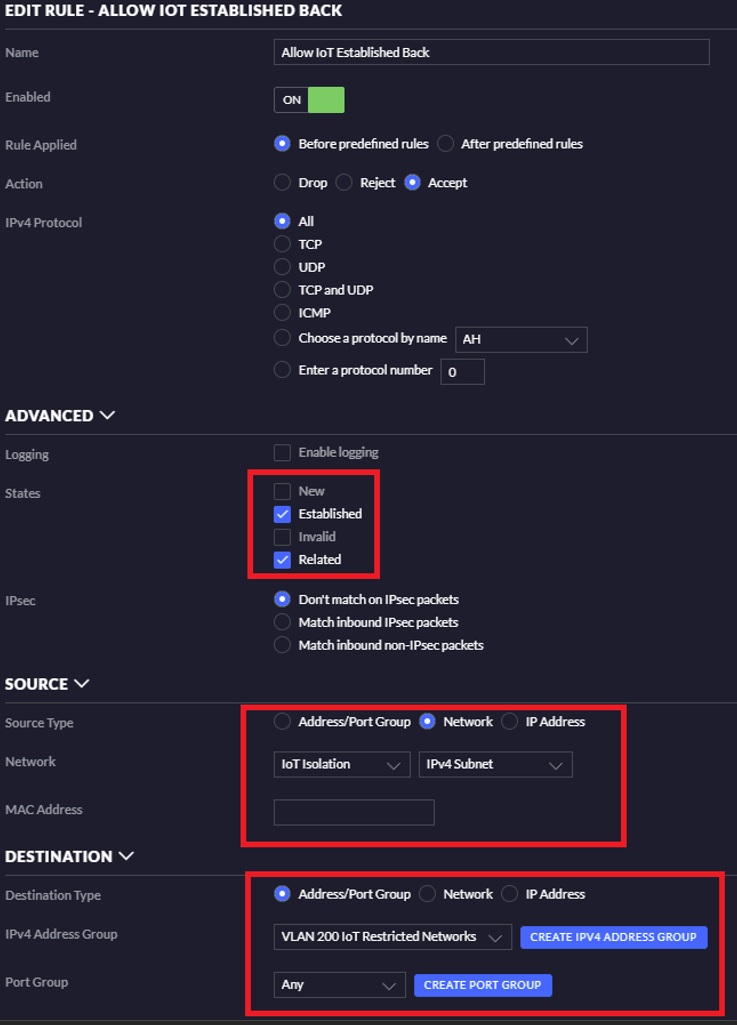 EDIT RULE - ALLOW IOT ESTABLISHED BACK
Name Allow IoT Established Back
Enabled ON
Rule Applied Before predefined rules After predefined rules
Action Drop Reject Accept
IPv4 Protocol All
TCP
UDP
TCP and UDP
ICMP
Choose a protocol by name AH
Enter a protocol number 0
ADVANCED
Logging Enable logging
States New
Established
Invalid
Related
IPsec Don't match on IPsec packets
Match inbound IPsec packets
Match inbound non-IPsec packets
SOURCE
Source Type Address/Port Group Network IP Address
Network IoT Isolation IPv4 Subnet
MAC Address
DESTINATION
Destination Type Address/Port Group Network IP Address
IPv4 Address Group VLAN 200 IoT Restricted Networks CREATE IPV4 ADDRESS GROUP
Port Group Any CREATE PORT GROUP